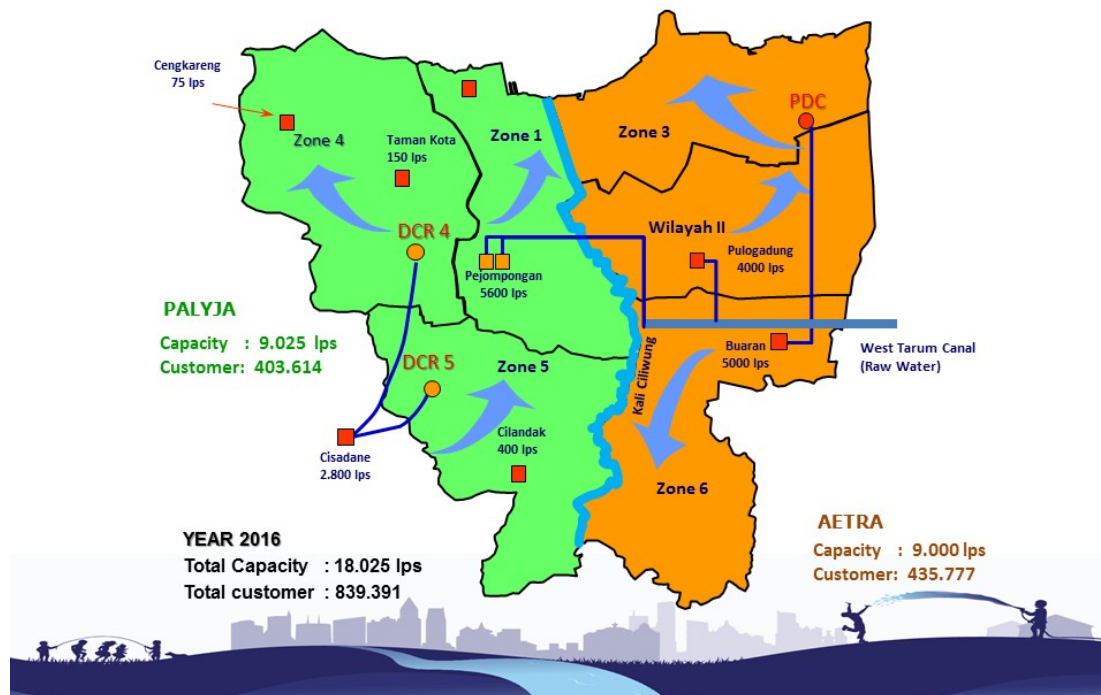 Cengkareng
75 lps
Zone 4
Taman Kota
150 lps
Zone 1
Zone 3
PDC
DCR 4
Wilayah II
Pulogadung
4000 lps
Pejompongan
5600 lps
PALYJA
Capacity : 9.025 lps
Customer: 403.614
DCR 5
Zone 5
Kali Ciliwung
Buaran
5000 lps
West Tarum Canal
(Raw Water)
Cilandak
400 lps
Cisadane
2.800 lps
Zone 6
YEAR 2016
Total Capacity : 18.025 lps
Total customer : 839.391
AETRA
Capacity : 9.000 lps
Customer: 435.777